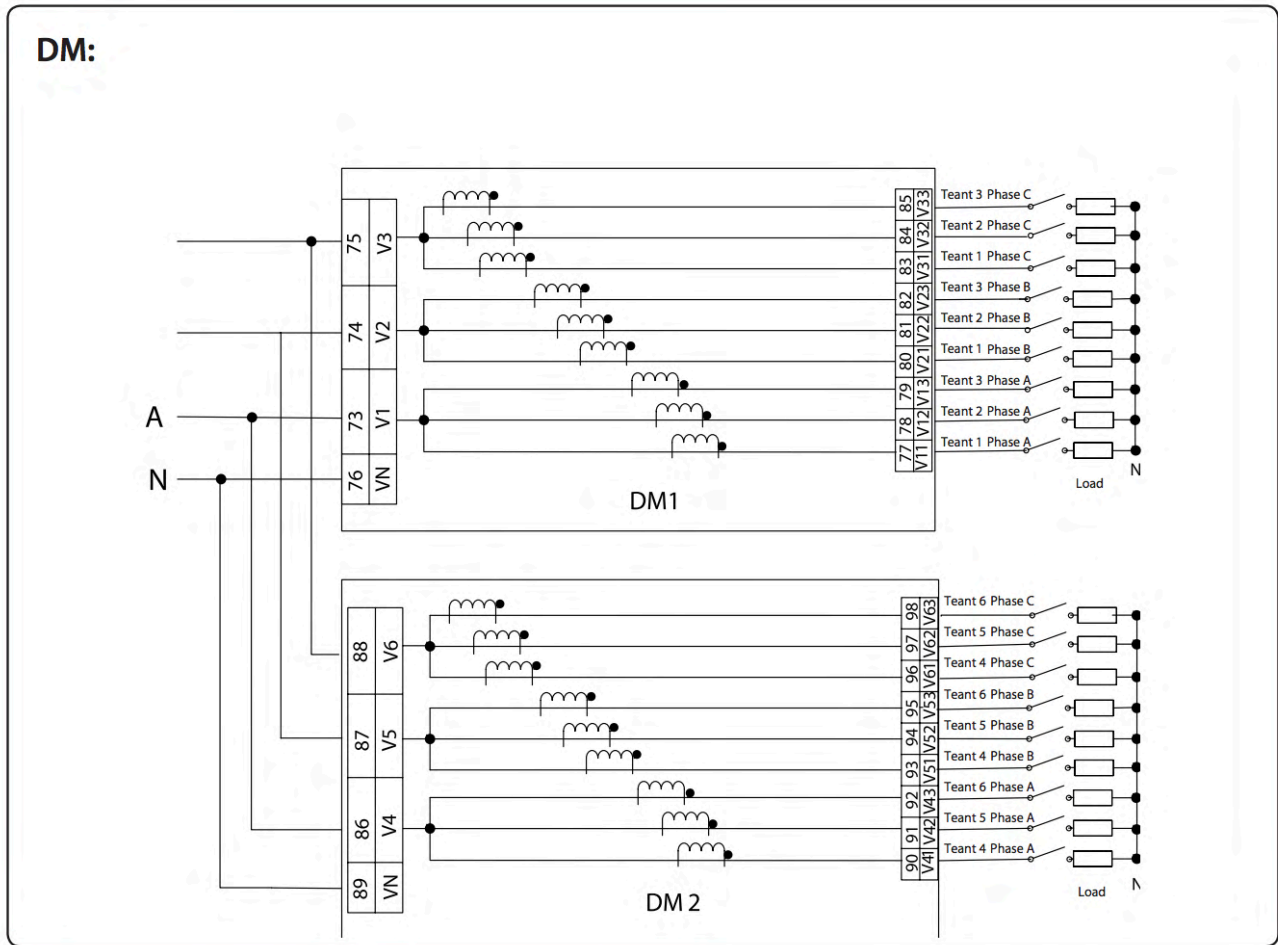 DM:
75 V3
74 V2
A
73 V1
N
76 VN
85 V33 Teant 3 Phase C
84 V32 Teant 2 Phase C
83 V31 Teant 1 Phase C
82 V23 Teant 3 Phase B
81 V22 Teant 2 Phase B
80 V21 Teant 1 Phase B
79 V13 Teant 3 Phase A
78 V12 Teant 2 Phase A
77 V11 Teant 1 Phase A
N
Load
DM1
88 V6
87 V5
86 V4
89 VN
98 V63 Teant 6 Phase C
97 V62 Teant 5 Phase C
96 V61 Teant 4 Phase C
95 V53 Teant 6 Phase B
94 V52 Teant 5 Phase B
93 V51 Teant 4 Phase B
92 V43 Teant 6 Phase A
91 V42 Teant 5 Phase A
90 V41 Teant 4 Phase A
N
Load
DM 2